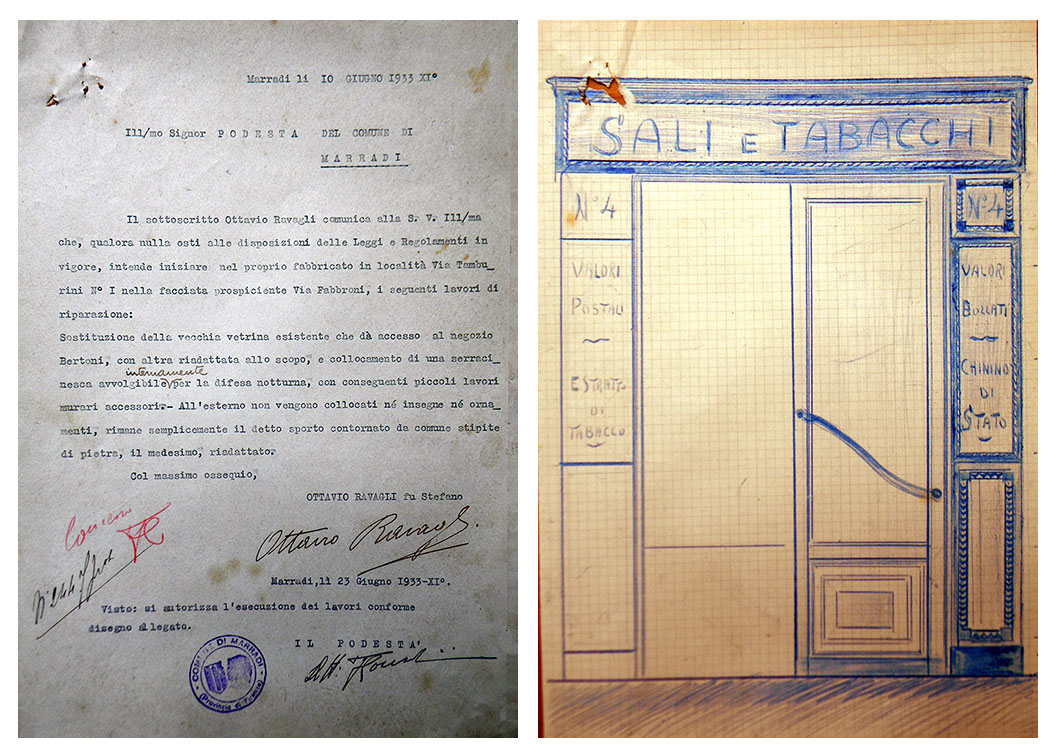 Marradi li 10 GIUGNO 1933 XI°
Ill/mo Signor PODESTA DEL COMUNE DI
MARRADI
Il sottoscritto Ottavio Ravagli comunica alla S. V. Ill/ma
che, qualora nulla osti alle disposizioni delle Leggi e Regolamenti in
vigore, intende iniziare nel proprio fabbricato in località Via Tambu_
rini N° I nella facciata prospiciente Via Fabbroni, i seguenti lavori di
riparazione:
Sostituzione della vecchia vetrina esistente che dà accesso al negozio
Bertoni, con altra riadattata allo scopo, e collocamento di una serraci_
internamente
nesca avvolgibile per la difesa notturna, con conseguenti piccoli lavori
murari accessori.- All'esterno non vengono collocati né insegne né orna_
menti, rimane semplicemente il detto sporto contornato da comune stipite
di pietra, il medesimo, riadattato.
Col massimo ossequio,
OTTAVIO RAVAGLI fu Stefano
Ottavio Ravagli.
Marradi, lì 23 Giugno 1933-XI°.
Visto: si autorizza l'esecuzione dei lavori conforme
disegno allegato.
IL PODESTA'
COMUNE DI MARRADI
(Provincia di Firenze)
SALI E TABACCHI
N° 4
VALORI
POSTALI
ESTRATTO
DI
TABACCO
N° 4
VALORI
BOLLATI
CHININO
DI
STATO